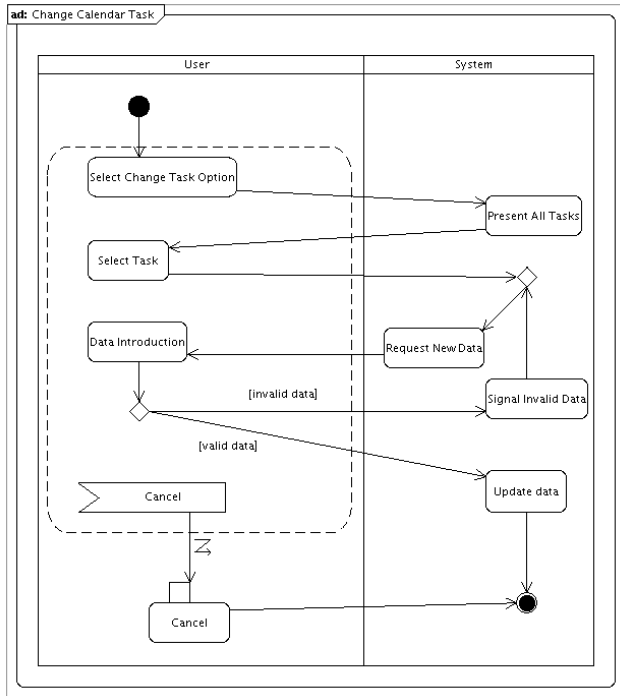 ad: Change Calendar Task
User
System
Select Change Task Option
Present All Tasks
Select Task
Data Introduction
Request New Data
[invalid data]
Signal Invalid Data
[valid data]
Update data
Cancel
Cancel